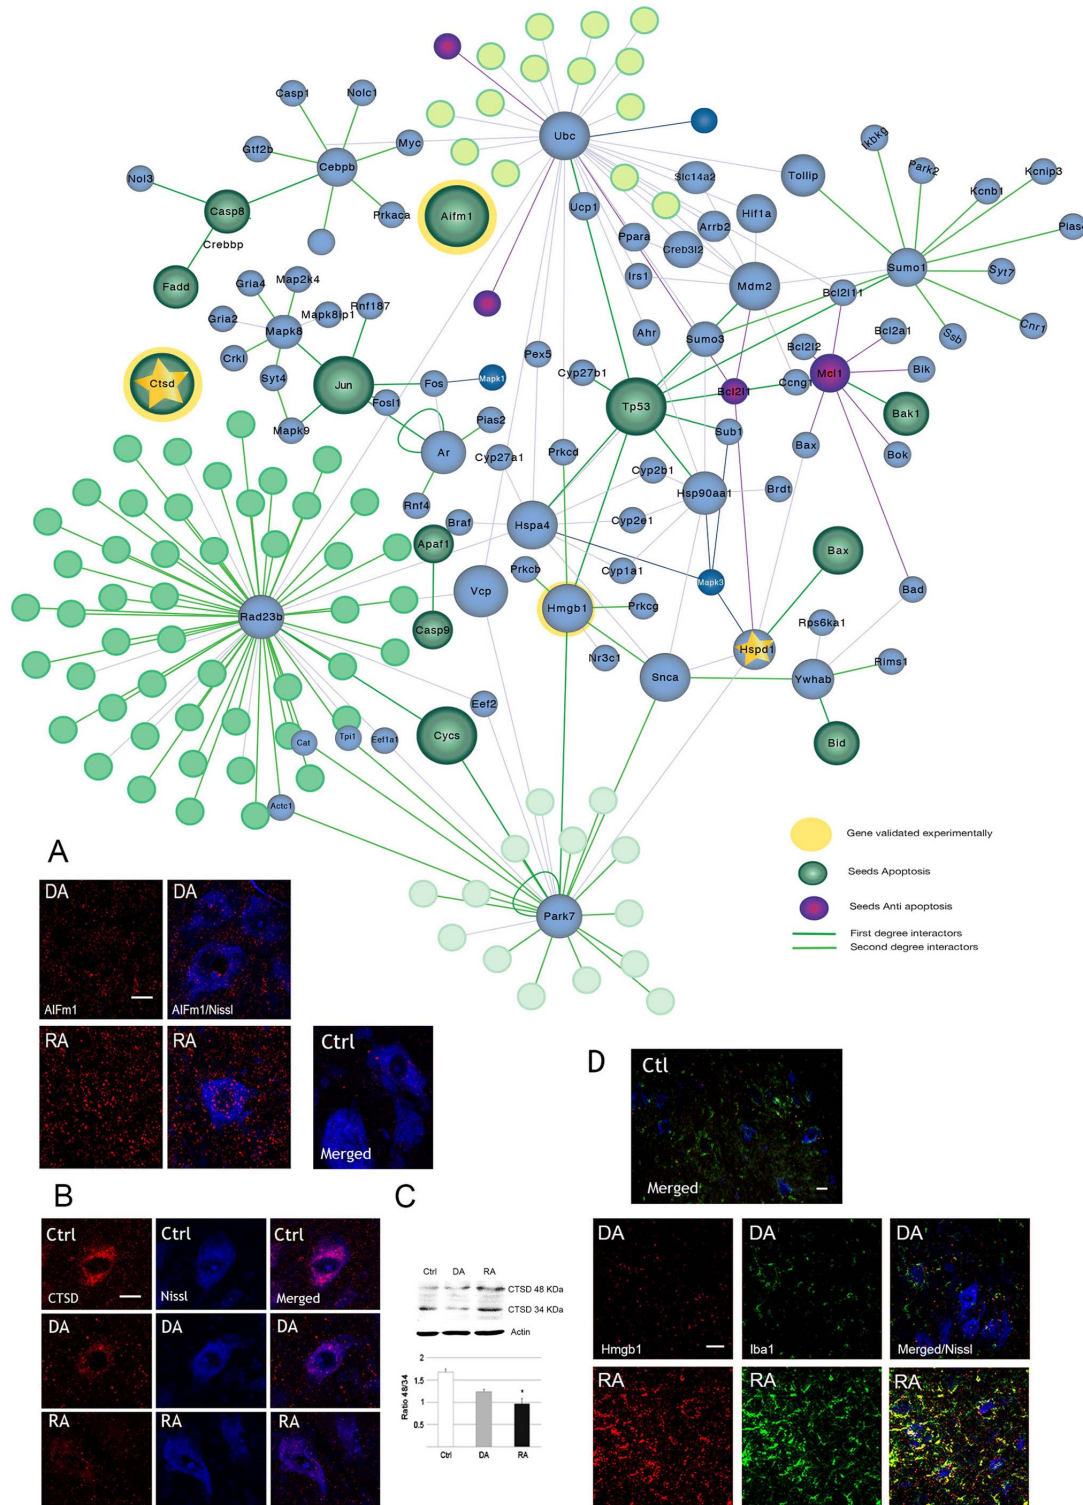 Ubc
Casp1
Nolc1
Gtf2b
Myc
Cebpb
Nol3
Casp8
Prkaca
Crebbp
Fadd
Aifm1
Slc14a2
Tollip
Ikbkg
Park2
Kcnb1
Kcnip3
Pias4
Ucp1
Hif1a
Arrb2
Ppara
Creb3l2
Irs1
Mdm2
Sumo1
Syt7
Bcl2l11
Ssb
Cnr1
Gria4
Map2k4
Rnf187
Gria2
Mapk8ip1
Mapk8
Crkl
Syt4
Ahr
Sumo3
Bcl2l2
Bcl2a1
Pex5
Cyp27b1
Mcl1
Bik
Ctsd
Jun
Fos
Mapk1
Fosl1
Bcl2l1
Ccng1
Tp53
Bak1
Mapk9
Pias2
Sub1
Bax
Bok
Ar
Cyp27a1
Prkcd
Cyp2b1
Hsp90aa1
Brdt
Rnf4
Braf
Hspa4
Cyp2e1
Apaf1
Bax
Prkcb
Cyp1a1
Mapk3
Vcp
Hmgb1
Prkcg
Bad
Rad23b
Casp9
Rps6ka1
Nr3c1
Hspd1
Rims1
Snca
Ywhab
Eef2
Cycs
Cat
Tpi1
Eef1a1
Bid
Actc1
Park7
Gene validated experimentally
Seeds Apoptosis
Seeds Anti apoptosis
First degree interactors
Second degree interactors
A
DA
DA
AIFm1
AIFm1/Nissl
RA
RA
Ctrl
Merged
B
Ctrl
Ctrl
Ctrl
CTSD
Nissl
Merged
DA
DA
DA
RA
RA
RA
C
Ctrl DA RA
CTSD 48 KDa
CTSD 34 KDa
Actin
Ratio 48/34
2
1.5
1
0.5
*
Ctrl DA RA
D
Ctl
Merged
DA
DA
DA
Hmgb1
Iba1
Merged/Nissl
RA
RA
RA